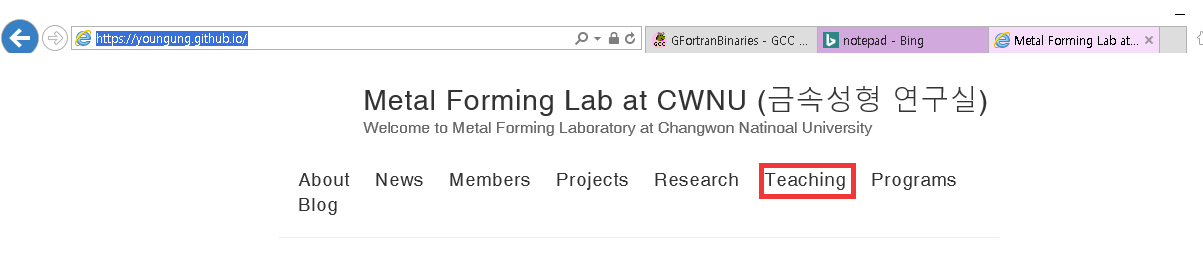 https://youngung.github.io/
GFortranBinaries - GCC ...
notepad - Bing
Metal Forming Lab at...
Metal Forming Lab at CWNU (금속성형 연구실)
Welcome to Metal Forming Laboratory at Changwon Natinoal University
About News Members Projects Research Teaching Programs
Blog